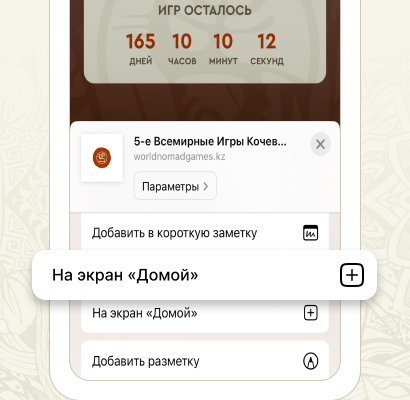 ИГР ОСТАЛОСЬ
165 10 10 12
ДНЕЙ ЧАСОВ МИНУТ СЕКУНД
5-е Всемирные Игры Кочев...
worldnomadgames.kz
Параметры
Добавить в короткую заметку
На экран «Домой»
На экран «Домой»
Добавить разметку